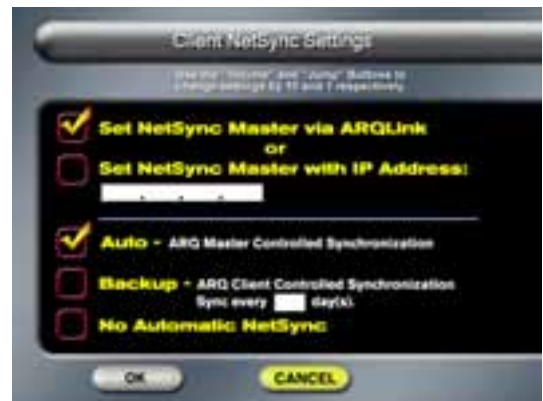 Client NetSync Settings
Use the "Volume" and "Jump" Buttons to
change settings by 10 and 1 respectively
Set NetSync Master via ARQLink
or
Set NetSync Master with IP Address:
. . .
Auto - ARQ Master Controlled Synchronization
Backup - ARQ Client Controlled Synchronization
Sync every day(s).
No Automatic NetSync
OK CANCEL